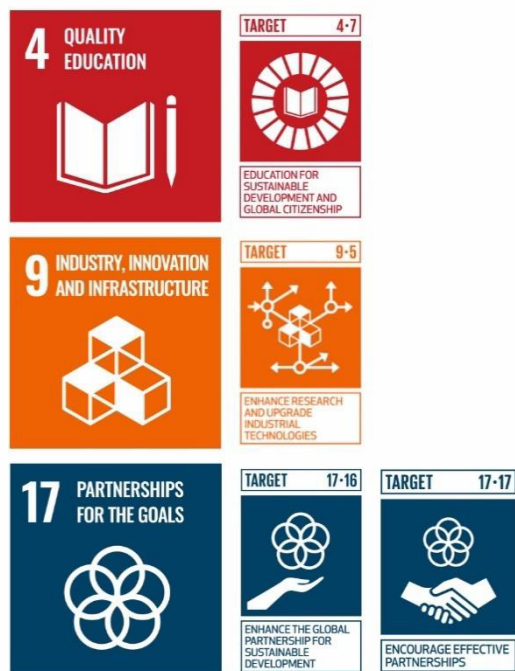 4 QUALITY
EDUCATION
TARGET 4·7
EDUCATION FOR
SUSTAINABLE
DEVELOPMENT AND
GLOBAL CITIZENSHIP
9 INDUSTRY, INNOVATION
AND INFRASTRUCTURE
TARGET 9·5
ENHANCE RESEARCH
AND UPGRADE
INDUSTRIAL
TECHNOLOGIES
17 PARTNERSHIPS
FOR THE GOALS
TARGET 17·16
ENHANCE THE GLOBAL
PARTNERSHIP FOR
SUSTAINABLE
DEVELOPMENT
TARGET 17·17
ENCOURAGE EFFECTIVE
PARTNERSHIPS